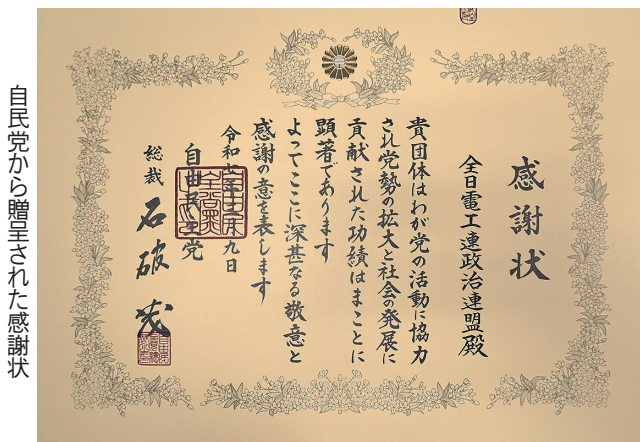 感謝状
全日電工連政治連盟殿
貴団体はわが党の活動に協力
され党勢の拡大と社会の発展に
貢献された功績はまことに
顕著であります
よってここに深甚なる敬意と
感謝の意を表します
令和七年三月九日
自由民主党
総裁 石破茂
自民党から贈呈された感謝状